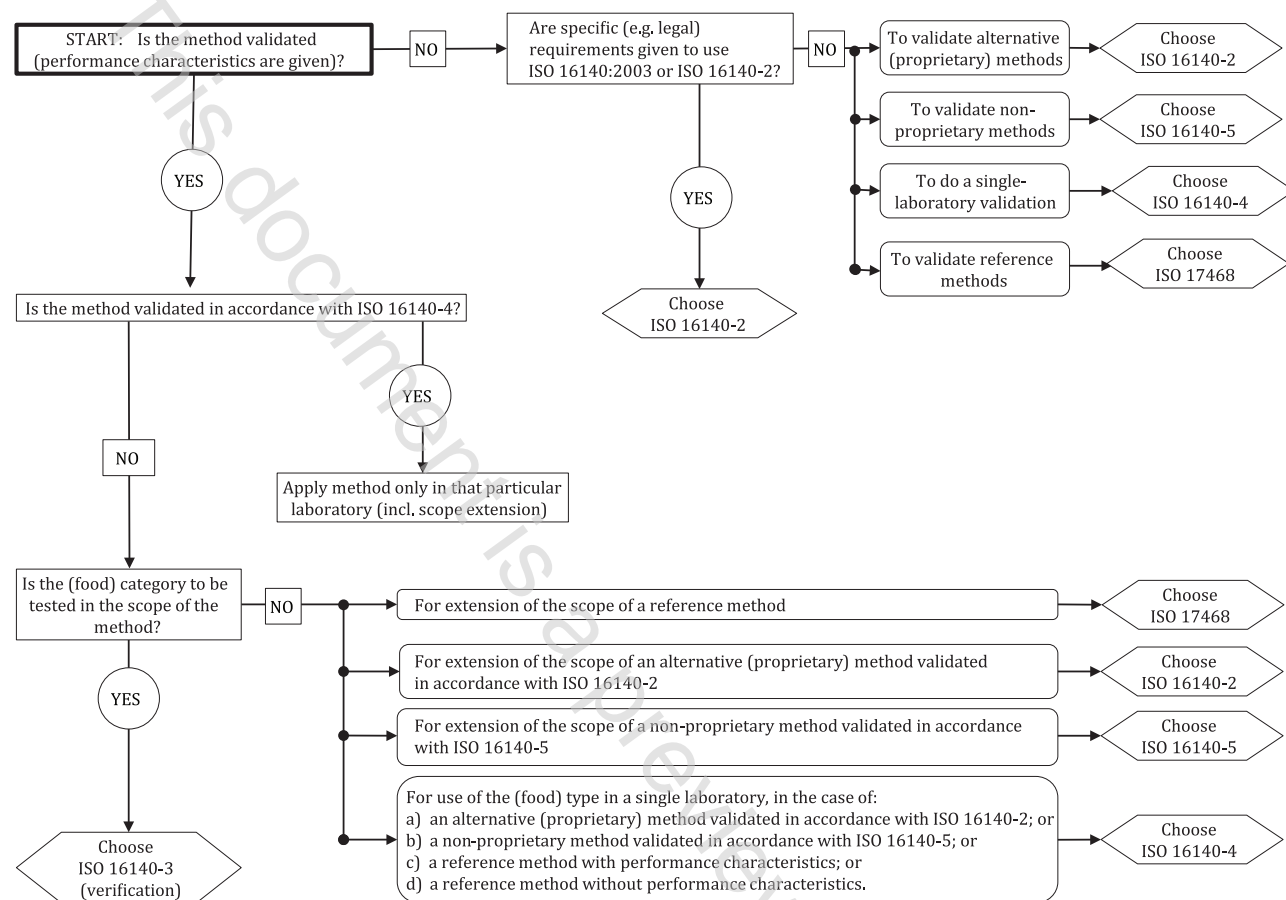 START: Is the method validated
(performance characteristics are given)?
NO
Are specific (e.g. legal)
requirements given to use
ISO 16140:2003 or ISO 16140-2?
NO
To validate alternative
(proprietary) methods
Choose
ISO 16140-2
To validate non-
proprietary methods
Choose
ISO 16140-5
To do a single-
laboratory validation
Choose
ISO 16140-4
To validate reference
methods
Choose
ISO 17468
YES
YES
Choose
ISO 16140-2
Is the method validated in accordance with ISO 16140-4?
YES
NO
Apply method only in that particular
laboratory (incl. scope extension)
Is the (food) category to be
tested in the scope of the
method?
NO
For extension of the scope of a reference method
Choose
ISO 17468
For extension of the scope of an alternative (proprietary) method validated
in accordance with ISO 16140-2
Choose
ISO 16140-2
For extension of the scope of a non-proprietary method validated in accordance
with ISO 16140-5
Choose
ISO 16140-5
For use of the (food) type in a single laboratory, in the case of:
a) an alternative (proprietary) method validated in accordance with ISO 16140-2; or
b) a non-proprietary method validated in accordance with ISO 16140-5; or
c) a reference method with performance characteristics; or
d) a reference method without performance characteristics.
Choose
ISO 16140-4
YES
Choose
ISO 16140-3
(verification)
This document is a preview